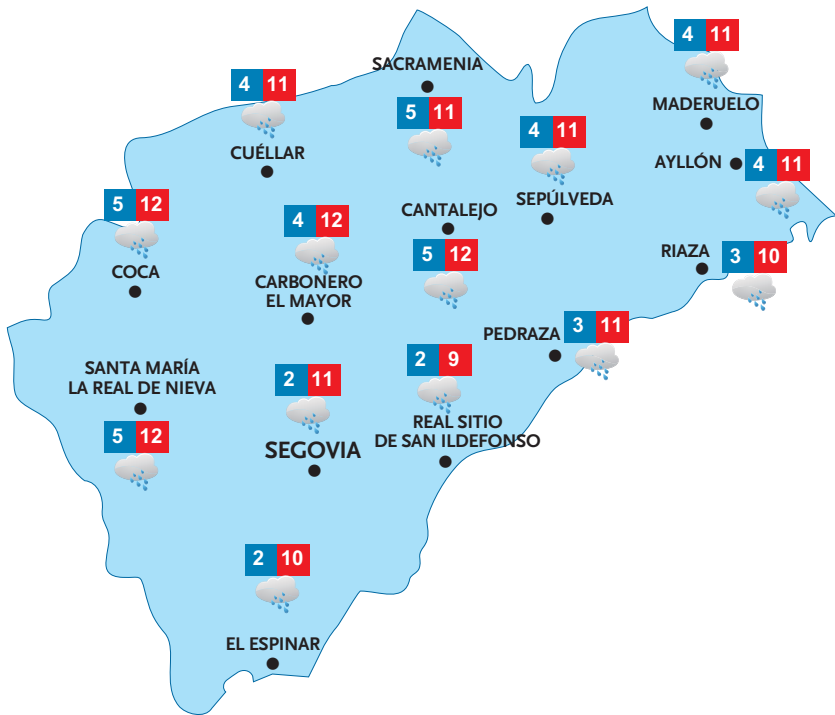 4 11
MADERUELO
SACRAMENIA
5 11
4 11
CUÉLLAR
4 11
SEPÚLVEDA
AYLLÓN
4 11
5 12
COCA
4 12
CARBONERO
EL MAYOR
CANTALEJO
5 12
RIAZA
3 10
PEDRAZA
3 11
SANTA MARÍA
LA REAL DE NIEVA
5 12
2 11
SEGOVIA
2 9
REAL SITIO
DE SAN ILDEFONSO
2 10
EL ESPINAR